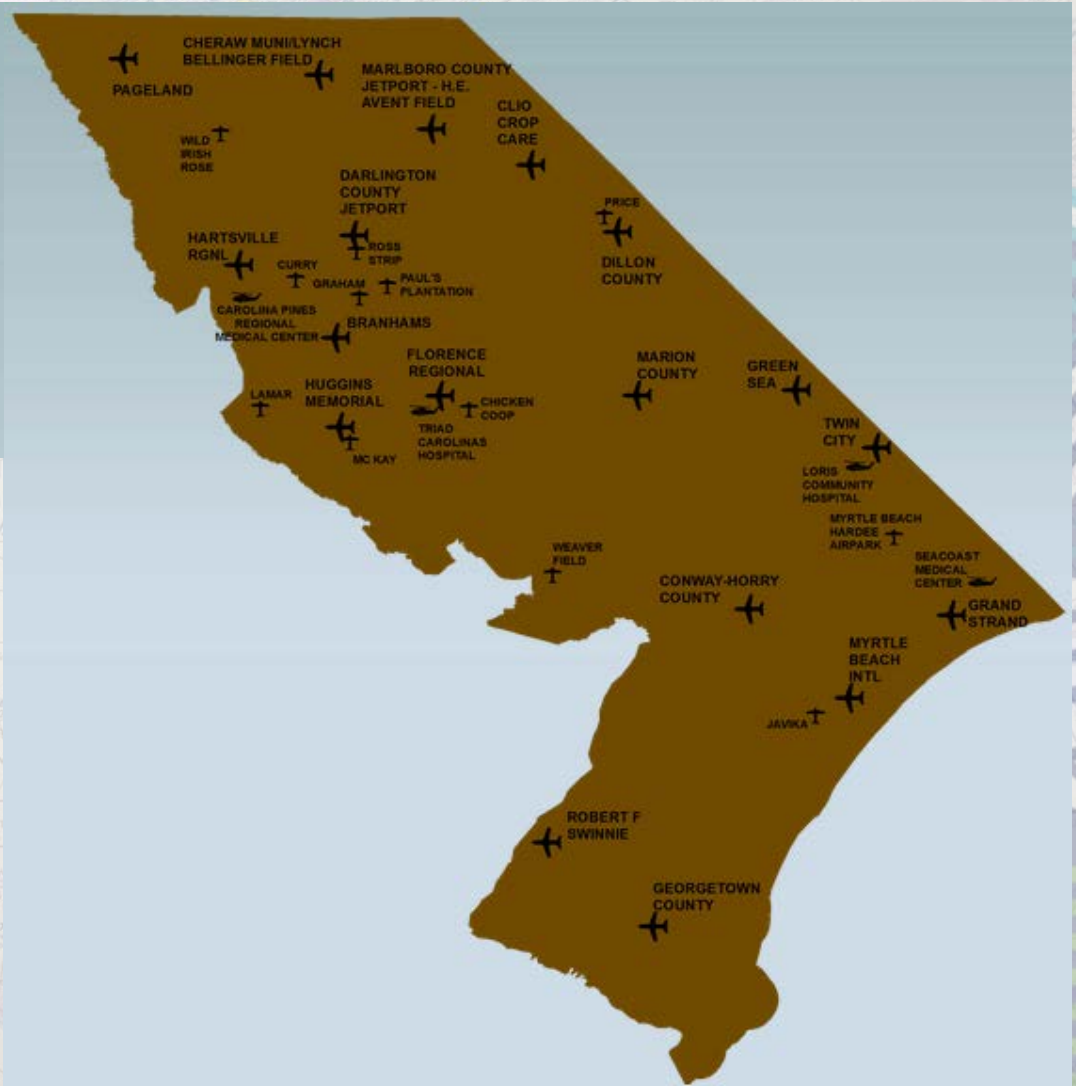 CHERAW MUNI/LYNCH
BELLINGER FIELD
PAGELAND
MARLBORO COUNTY
JETPORT - H.E.
AVENT FIELD
CLIO
CROP
CARE
WILD
IRISH
ROSE
DARLINGTON
COUNTY
JETPORT
PRICE
HARTSVILLE
RGNL
ROSS
STRIP
DILLON
COUNTY
CURRY
GRAHAM
PAUL'S
PLANTATION
CAROLINA PINES
REGIONAL
MEDICAL CENTER
BRANHAMS
FLORENCE
REGIONAL
MARION
COUNTY
GREEN
SEA
LAMAR
HUGGINS
MEMORIAL
CHICKEN
COOP
TWIN
CITY
TRIAD
CAROLINAS
HOSPITAL
MC KAY
LORIS
COMMUNITY
HOSPITAL
MYRTLE BEACH
HARDEE
AIRPARK
WEAVER
FIELD
SEACOAST
MEDICAL
CENTER
CONWAY-HORRY
COUNTY
GRAND
STRAND
MYRTLE
BEACH
INTL
JAVIKA
ROBERT F
SWINNIE
GEORGETOWN
COUNTY